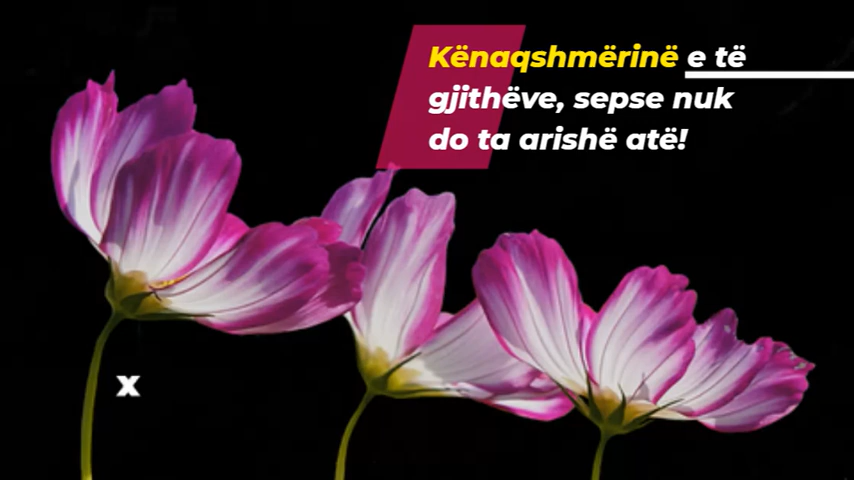 Kënaqshmërinë e të
gjithëve, sepse nuk
do ta arishë atë!
x